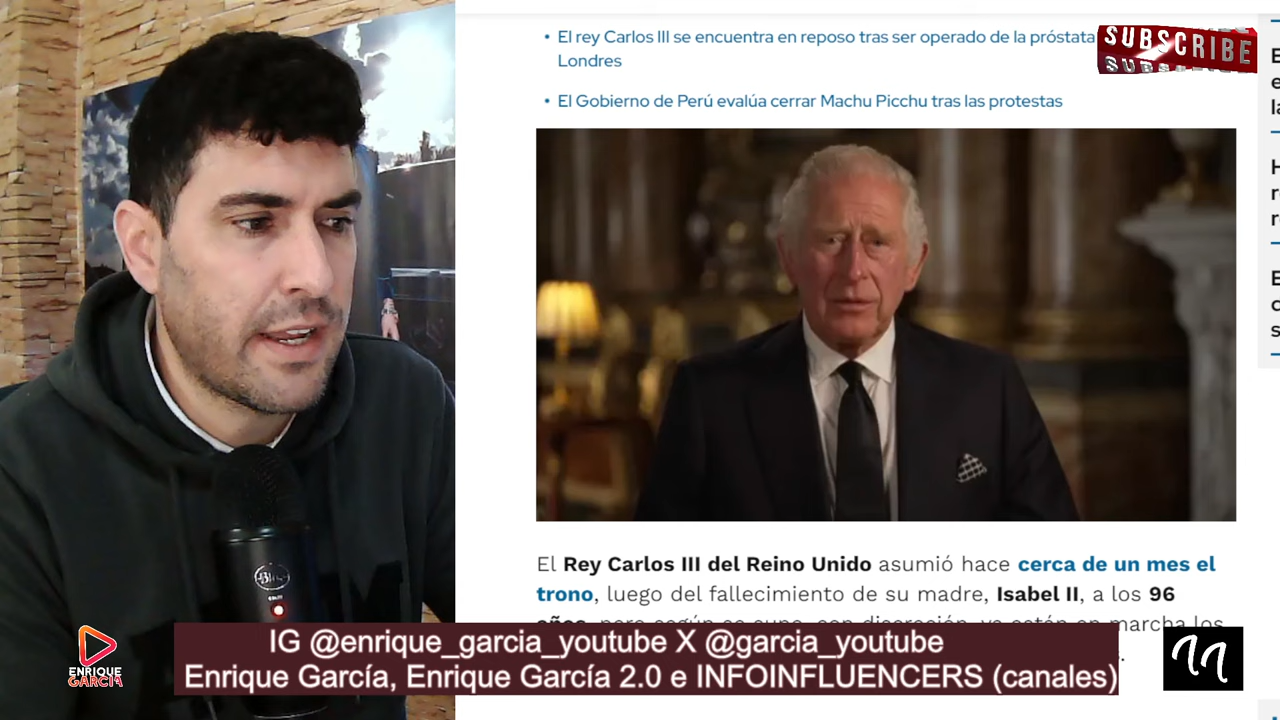 El rey Carlos III se encuentra en reposo tras ser operado de la próstata
Londres
El Gobierno de Perú evalúa cerrar Machu Picchu tras las protestas
SUBSCRIBE
El Rey Carlos III del Reino Unido asumió hace cerca de un mes el
trono, luego del fallecimiento de su madre, Isabel II, a los 96
marcha los
IG @enrique_garcia_youtube X @garcia_youtube
Enrique García, Enrique García 2.0 e INFOINFLUENCERS (canales)
ENRIQUE
GARCÍA
Blue